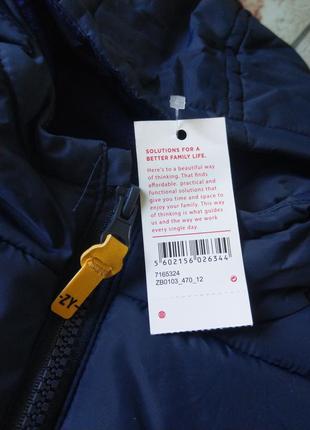 SOLUTIONS FOR A
BETTER FAMILY LIFE.
Here's to a beautiful way
of thinking. That finds
affordable, practical and
functional solutions that
give you time and space to
enjoy your family. This way
of thinking is what guides
us and the way we work
every single day.
5 602156 026344
7165324
ZB0103_470_12
ZY-